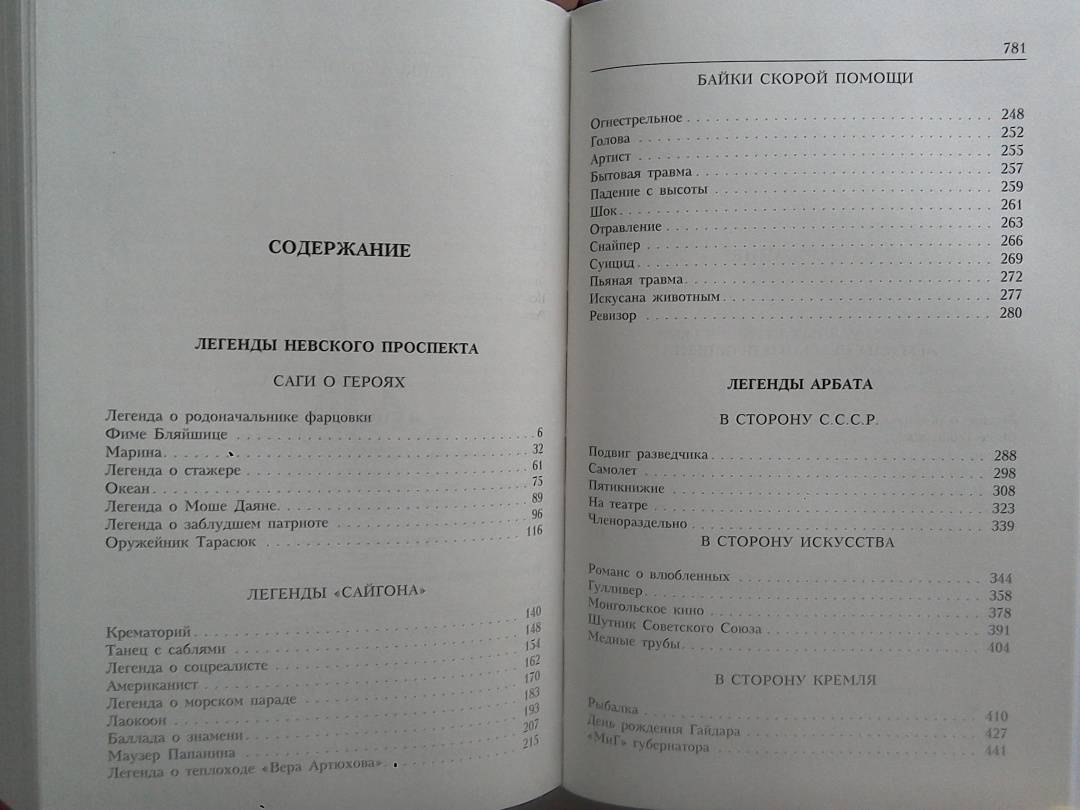 СОДЕРЖАНИЕ
ЛЕГЕНДЫ НЕВСКОГО ПРОСПЕКТА
САГИ О ГЕРОЯХ
Легенда о родоначальнике фарцовки
Фиме Бляйшице . . . . . . . . . . 6
Марина . . . . . . . . . . 32
Легенда о стажере . . . . . . . . . . 61
Океан . . . . . . . . . . 75
Легенда о Моше Даяне . . . . . . . . . . 89
Легенда о заблудшем патриоте . . . . . . . . . . 96
Оружейник Тарасюк . . . . . . . . . . 116
ЛЕГЕНДЫ «САЙГОНА»
Крематорий . . . . . . . . . . 140
Танец с саблями . . . . . . . . . . 148
Легенда о соцреалисте . . . . . . . . . . 154
Американист . . . . . . . . . . 162
Легенда о морском параде . . . . . . . . . . 170
Лаокоон . . . . . . . . . . 183
Баллада о знамени . . . . . . . . . . 193
Маузер Папанина . . . . . . . . . . 207
Легенда о теплоходе «Вера Артюхова» . . . . . . . . . . 215
781
БАЙКИ СКОРОЙ ПОМОЩИ
Огнестрельное . . . . . . . . . . 248
Голова . . . . . . . . . . 252
Артист . . . . . . . . . . 255
Бытовая травма . . . . . . . . . . 257
Падение с высоты . . . . . . . . . . 259
Шок . . . . . . . . . . 261
Отравление . . . . . . . . . . 263
Снайпер . . . . . . . . . . 266
Суицид . . . . . . . . . . 269
Пьяная травма . . . . . . . . . . 272
Искусана животным . . . . . . . . . . 277
Ревизор . . . . . . . . . . 280
ЛЕГЕНДЫ АРБАТА
В СТОРОНУ С.С.С.Р.
Подвиг разведчика . . . . . . . . . . 288
Самолет . . . . . . . . . . 298
Пятикнижие . . . . . . . . . . 308
На театре . . . . . . . . . . 323
Членораздельно . . . . . . . . . . 339
В СТОРОНУ ИСКУССТВА
Романс о влюбленных . . . . . . . . . . 344
Гулливер . . . . . . . . . . 358
Монгольское кино . . . . . . . . . . 378
Шутник Советского Союза . . . . . . . . . . 391
Медные трубы . . . . . . . . . . 404
В СТОРОНУ КРЕМЛЯ
Рыбалка . . . . . . . . . . 410
День рождения Гайдара . . . . . . . . . . 427
«МиГ» губернатора . . . . . . . . . . 441